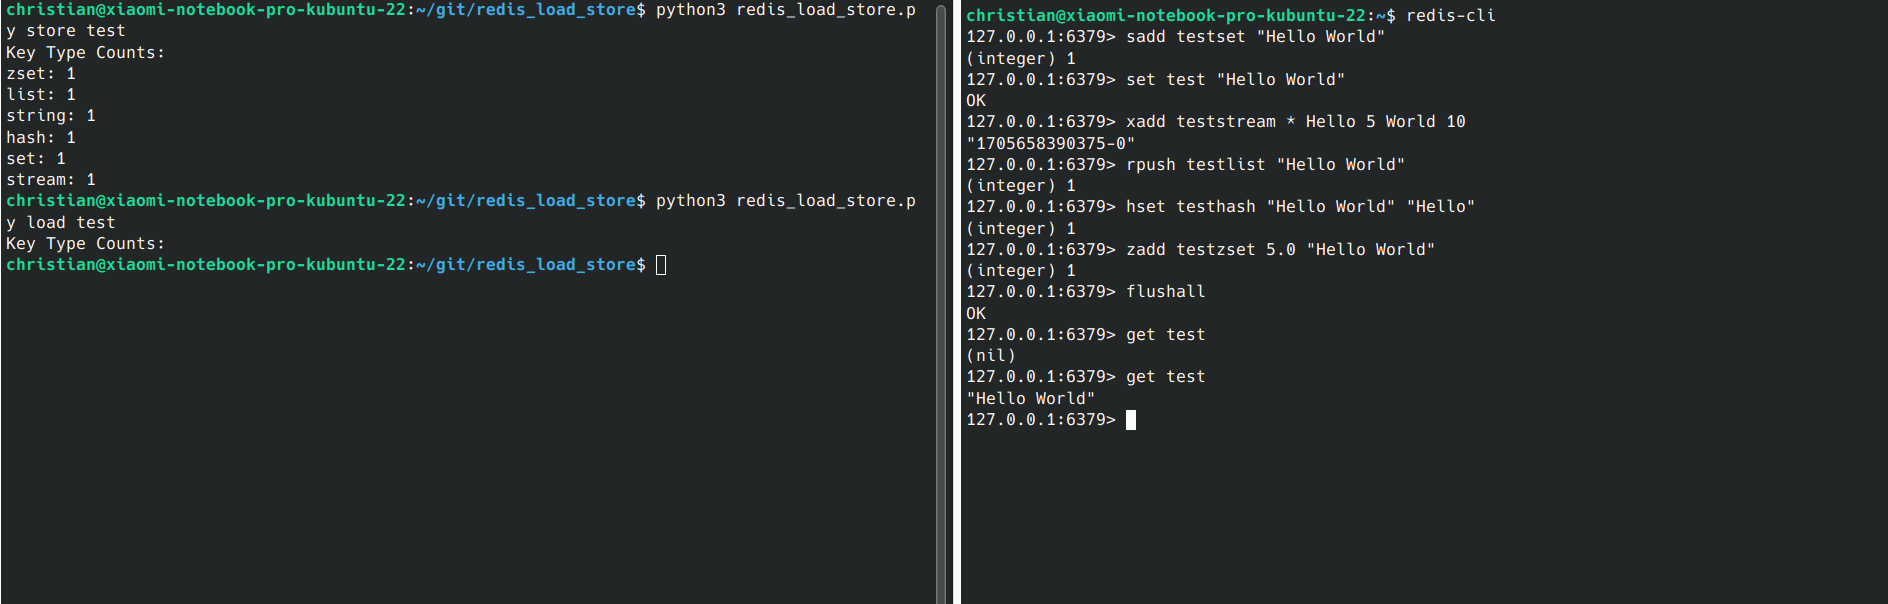 christian@xiaomi-notebook-pro-kubuntu-22:~/git/redis_load_store$ python3 redis_load_store.p
y store test
Key Type Counts:
zset: 1
list: 1
string: 1
hash: 1
set: 1
stream: 1
christian@xiaomi-notebook-pro-kubuntu-22:~/git/redis_load_store$ python3 redis_load_store.p
y load test
Key Type Counts:
christian@xiaomi-notebook-pro-kubuntu-22:~/git/redis_load_store$
christian@xiaomi-notebook-pro-kubuntu-22:~$ redis-cli
127.0.0.1:6379> sadd testset "Hello World"
(integer) 1
127.0.0.1:6379> set test "Hello World"
OK
127.0.0.1:6379> xadd teststream * Hello 5 World 10
"1705658390375-0"
127.0.0.1:6379> rpush testlist "Hello World"
(integer) 1
127.0.0.1:6379> hset testhash "Hello World" "Hello"
(integer) 1
127.0.0.1:6379> zadd testzset 5.0 "Hello World"
(integer) 1
127.0.0.1:6379> flushall
OK
127.0.0.1:6379> get test
(nil)
127.0.0.1:6379> get test
"Hello World"
127.0.0.1:6379>